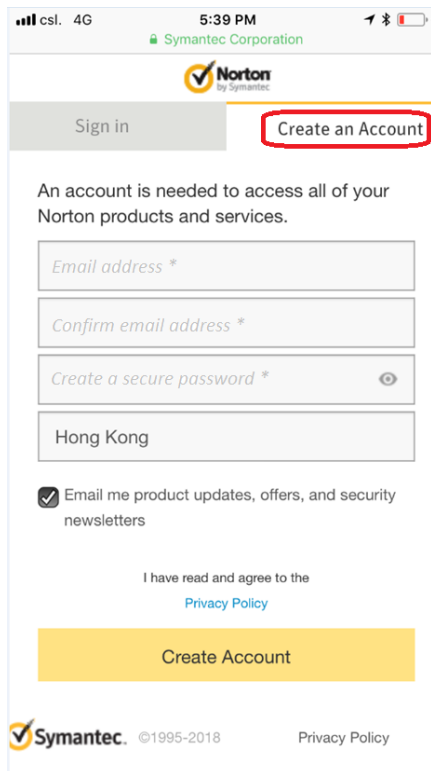 csl. 4G 5:39 PM
Symantec Corporation
Norton
by Symantec
Sign in
Create an Account
An account is needed to access all of your
Norton products and services.
Email address *
Confirm email address *
Create a secure password *
Hong Kong
Email me product updates, offers, and security
newsletters
I have read and agree to the
Privacy Policy
Create Account
Symantec. ©1995-2018 Privacy Policy